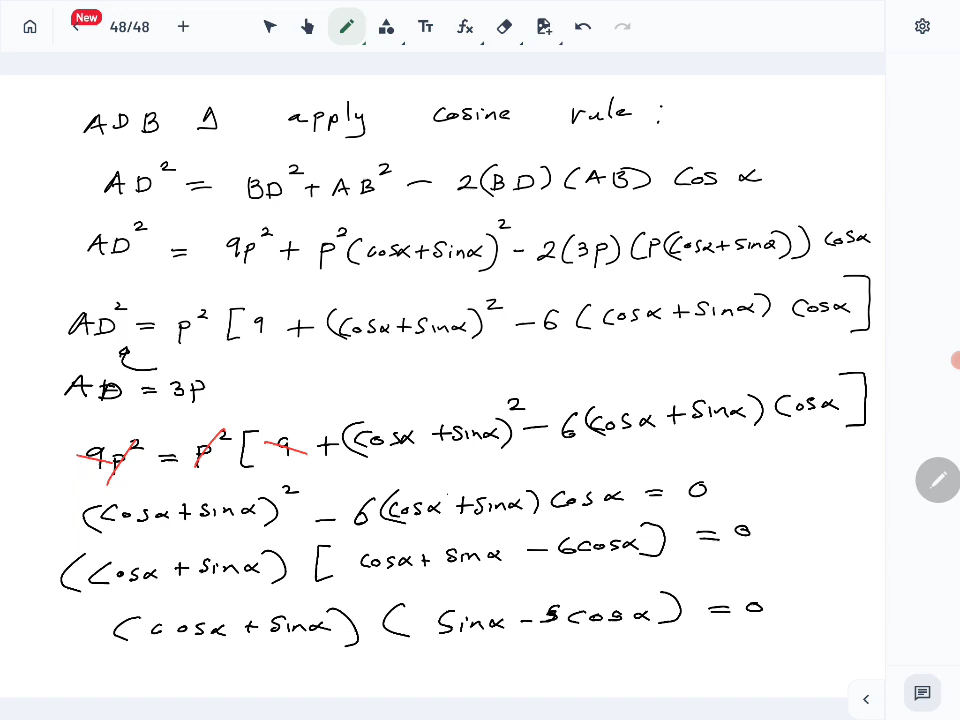 New
48/48
Tт
fx
ADB Δ apply cosine rule :
AD² = BD² + AB² - 2(BD)(AB) cos α
AD² = 9p² + p²(cosα+sinα)² - 2(3p)(p(cosα+sinα)) cosα
AD² = p² [ 9 + (cosα+sinα)² - 6 (cosα + sinα) cosα ]
AD = 3p
9p² = p² [ 9 + (cosα + sinα)² - 6(cosα + sinα) cosα ]
(cosα + sinα)² - 6(cosα + sinα) cosα = 0
(cosα + sinα) [ cosα + sinα - 6cosα ] = 0
(cosα + sinα) ( sinα - 5cosα ) = 0